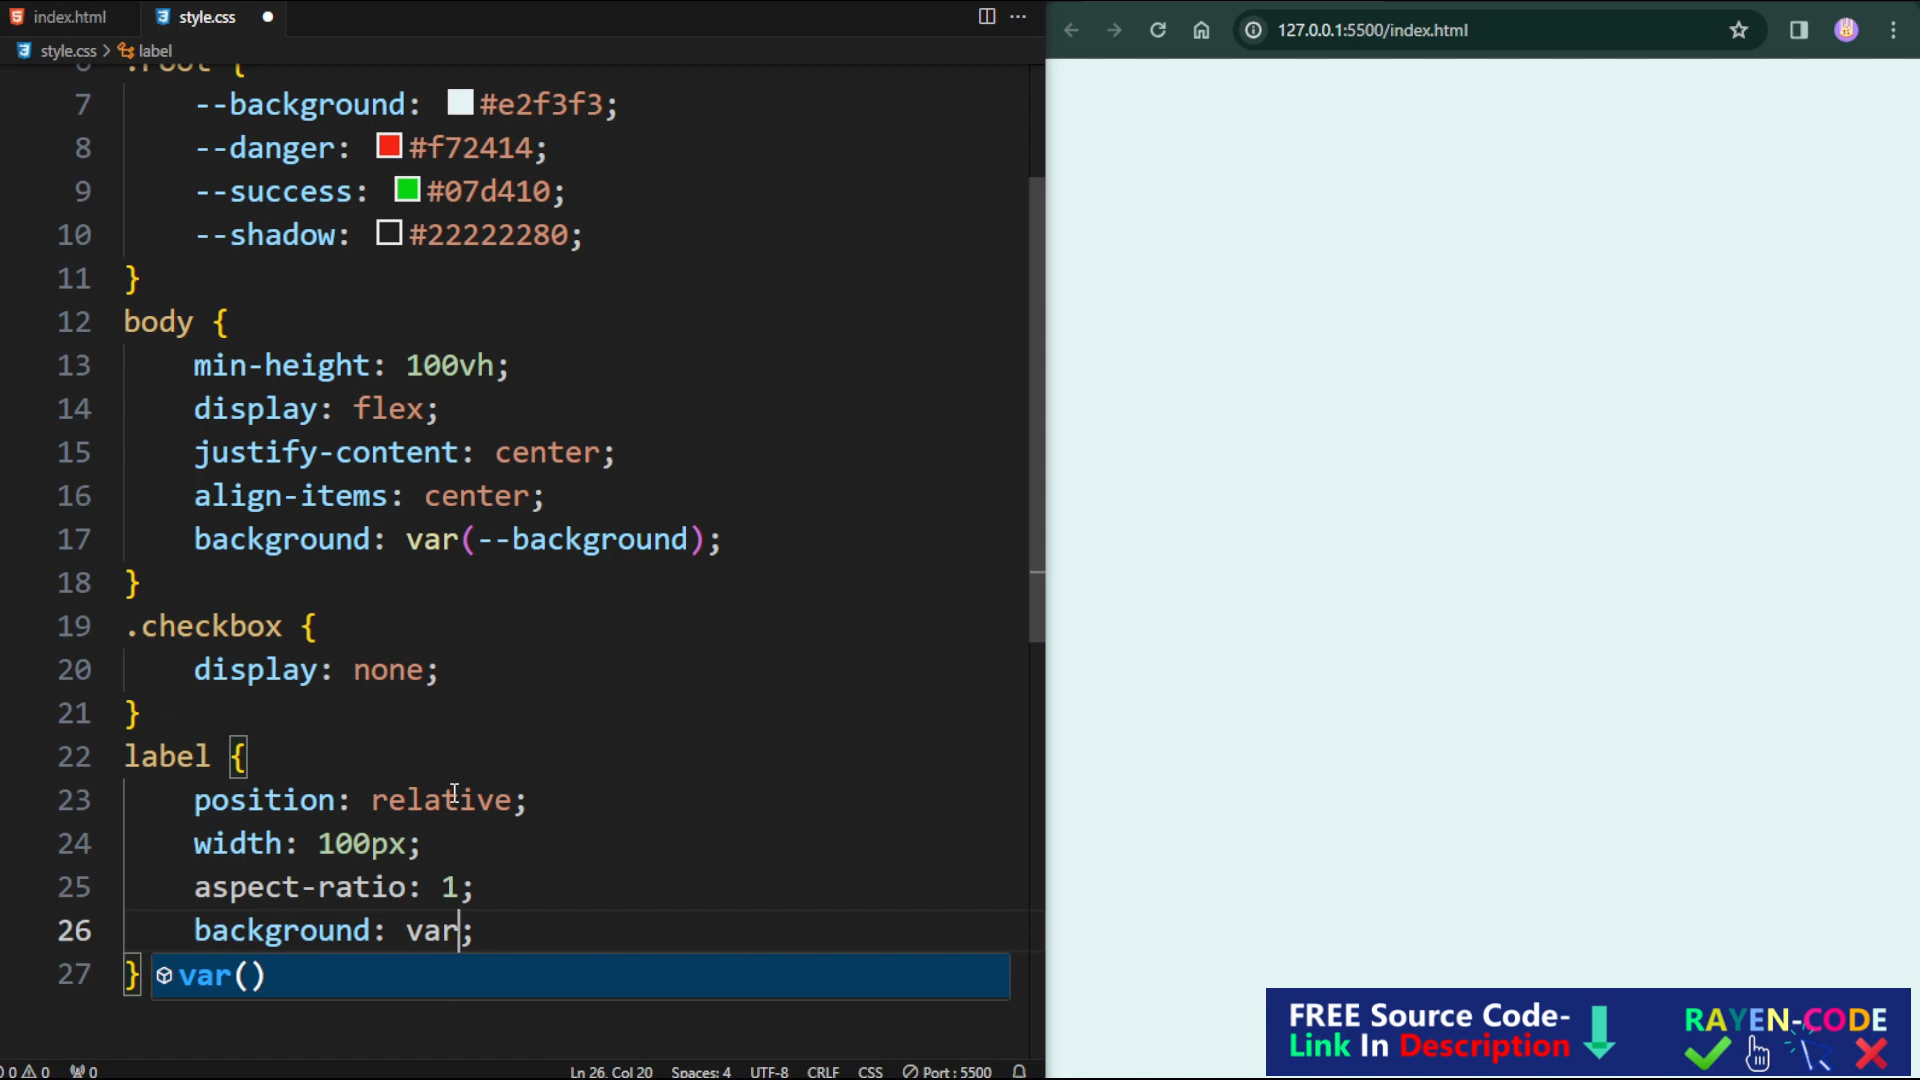 index.html
style.css
127.0.0.1:5500/index.html
style.css > label
7 --background: #e2f3f3;
8 --danger: #f72414;
9 --success: #07d410;
10 --shadow: #22222280;
11 }
12 body {
13 min-height: 100vh;
14 display: flex;
15 justify-content: center;
16 align-items: center;
17 background: var(--background);
18 }
19 .checkbox {
20 display: none;
21 }
22 label {
23 position: relative;
24 width: 100px;
25 aspect-ratio: 1;
26 background: var;
27 }
var()
FREE Source Code-
Link In Description
RAYEN-CODE
0 0 0 Ln 26, Col 20 Spaces: 4 UTF-8 CRLF CSS Port : 5500